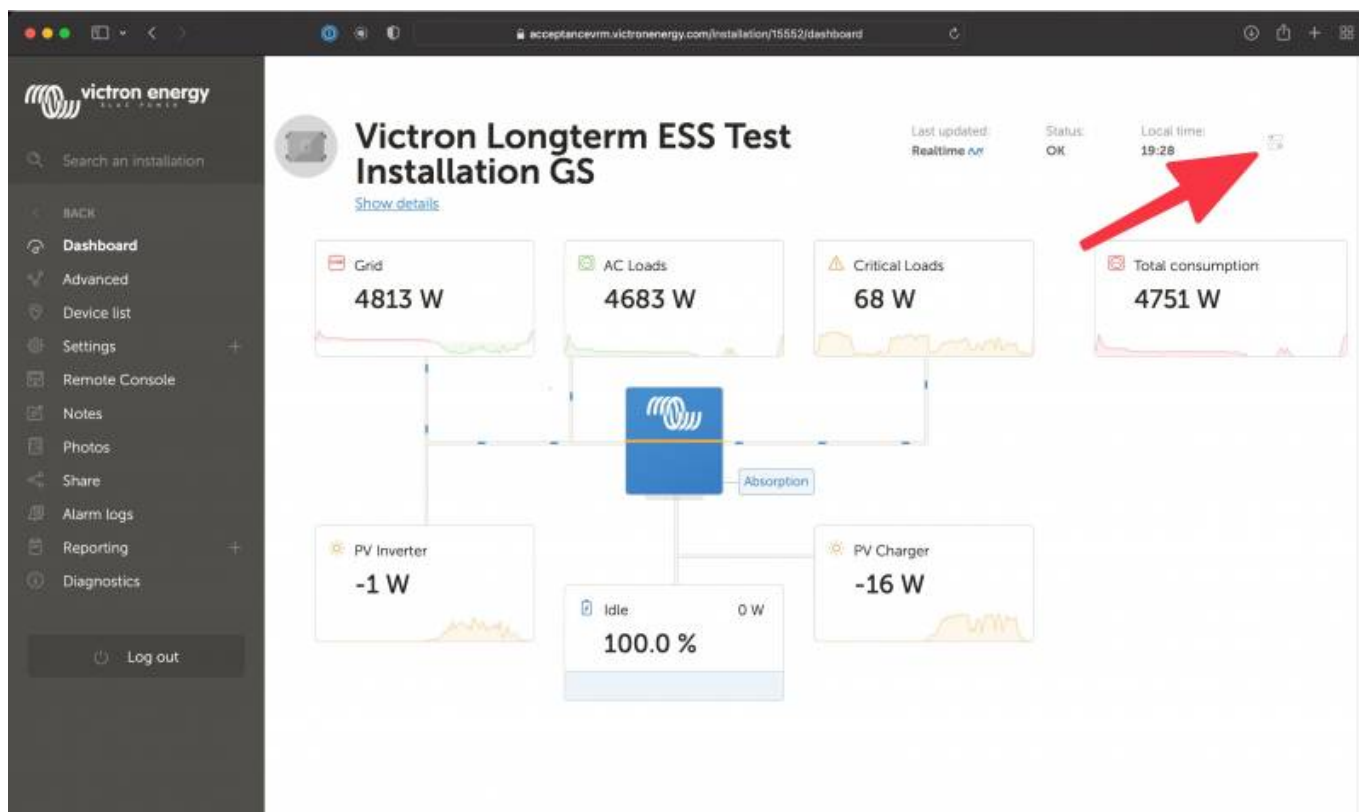 acceptancevrm.victronenergy.com/installation/15552/dashboard
victron energy
BLUE POWER
Search an installation
BACK
Dashboard
Advanced
Device list
Settings
Remote Console
Notes
Photos
Share
Alarm logs
Reporting
Diagnostics
Log out
Victron Longterm ESS Test
Installation GS
Show details
Last updated:
Realtime
Status:
OK
Local time:
19:28
Grid
4813 W
AC Loads
4683 W
Critical Loads
68 W
Total consumption
4751 W
Absorption
PV Inverter
-1 W
Idle 0 W
100.0 %
PV Charger
-16 W